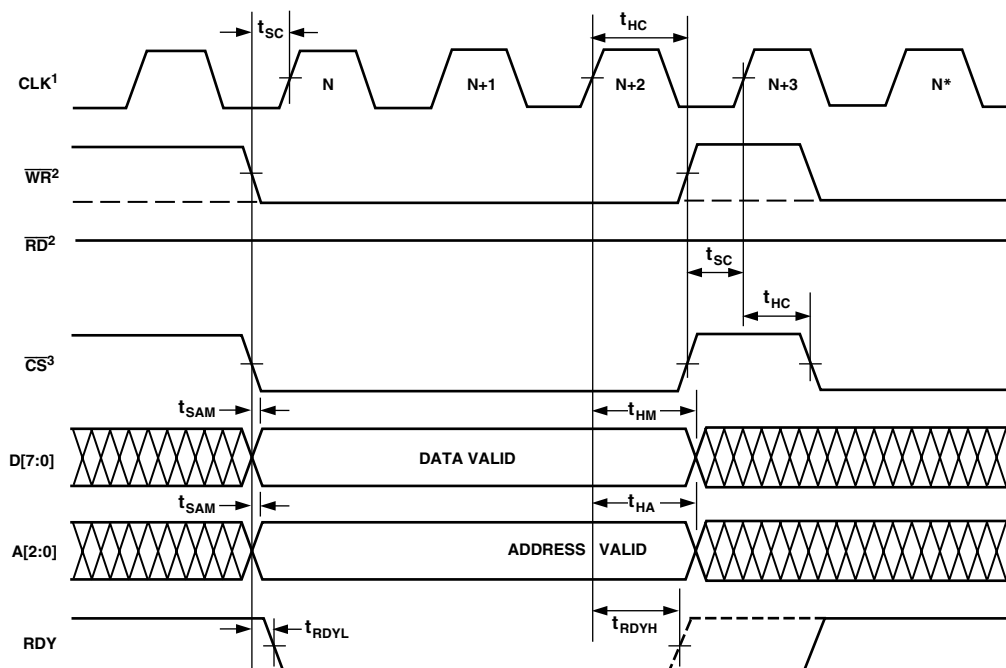 tSC tHC
CLK1 N N+1 N+2 N+3 N*
WR2
RD2
tSC
tHC
CS3
tSAM tHM
D[7:0] DATA VALID
tSAM tHA
A[2:0] ADDRESS VALID
tRDYL tRDYH
RDY